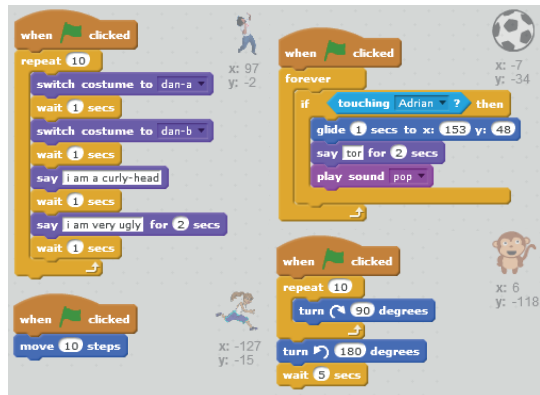 when clicked
repeat 10
switch costume to dan-a
wait 1 secs
switch costume to dan-b
wait 1 secs
say i am a curly-head
wait 1 secs
say i am very ugly for 2 secs
wait 1 secs
x: 97
y: -2
when clicked
move 10 steps
x: -127
y: -15
when clicked
forever
if touching Adrian ? then
glide 1 secs to x: 153 y: 48
say tor for 2 secs
play sound pop
x: -7
y: -34
when clicked
repeat 10
turn 90 degrees
turn 180 degrees
wait 5 secs
x: 6
y: -118